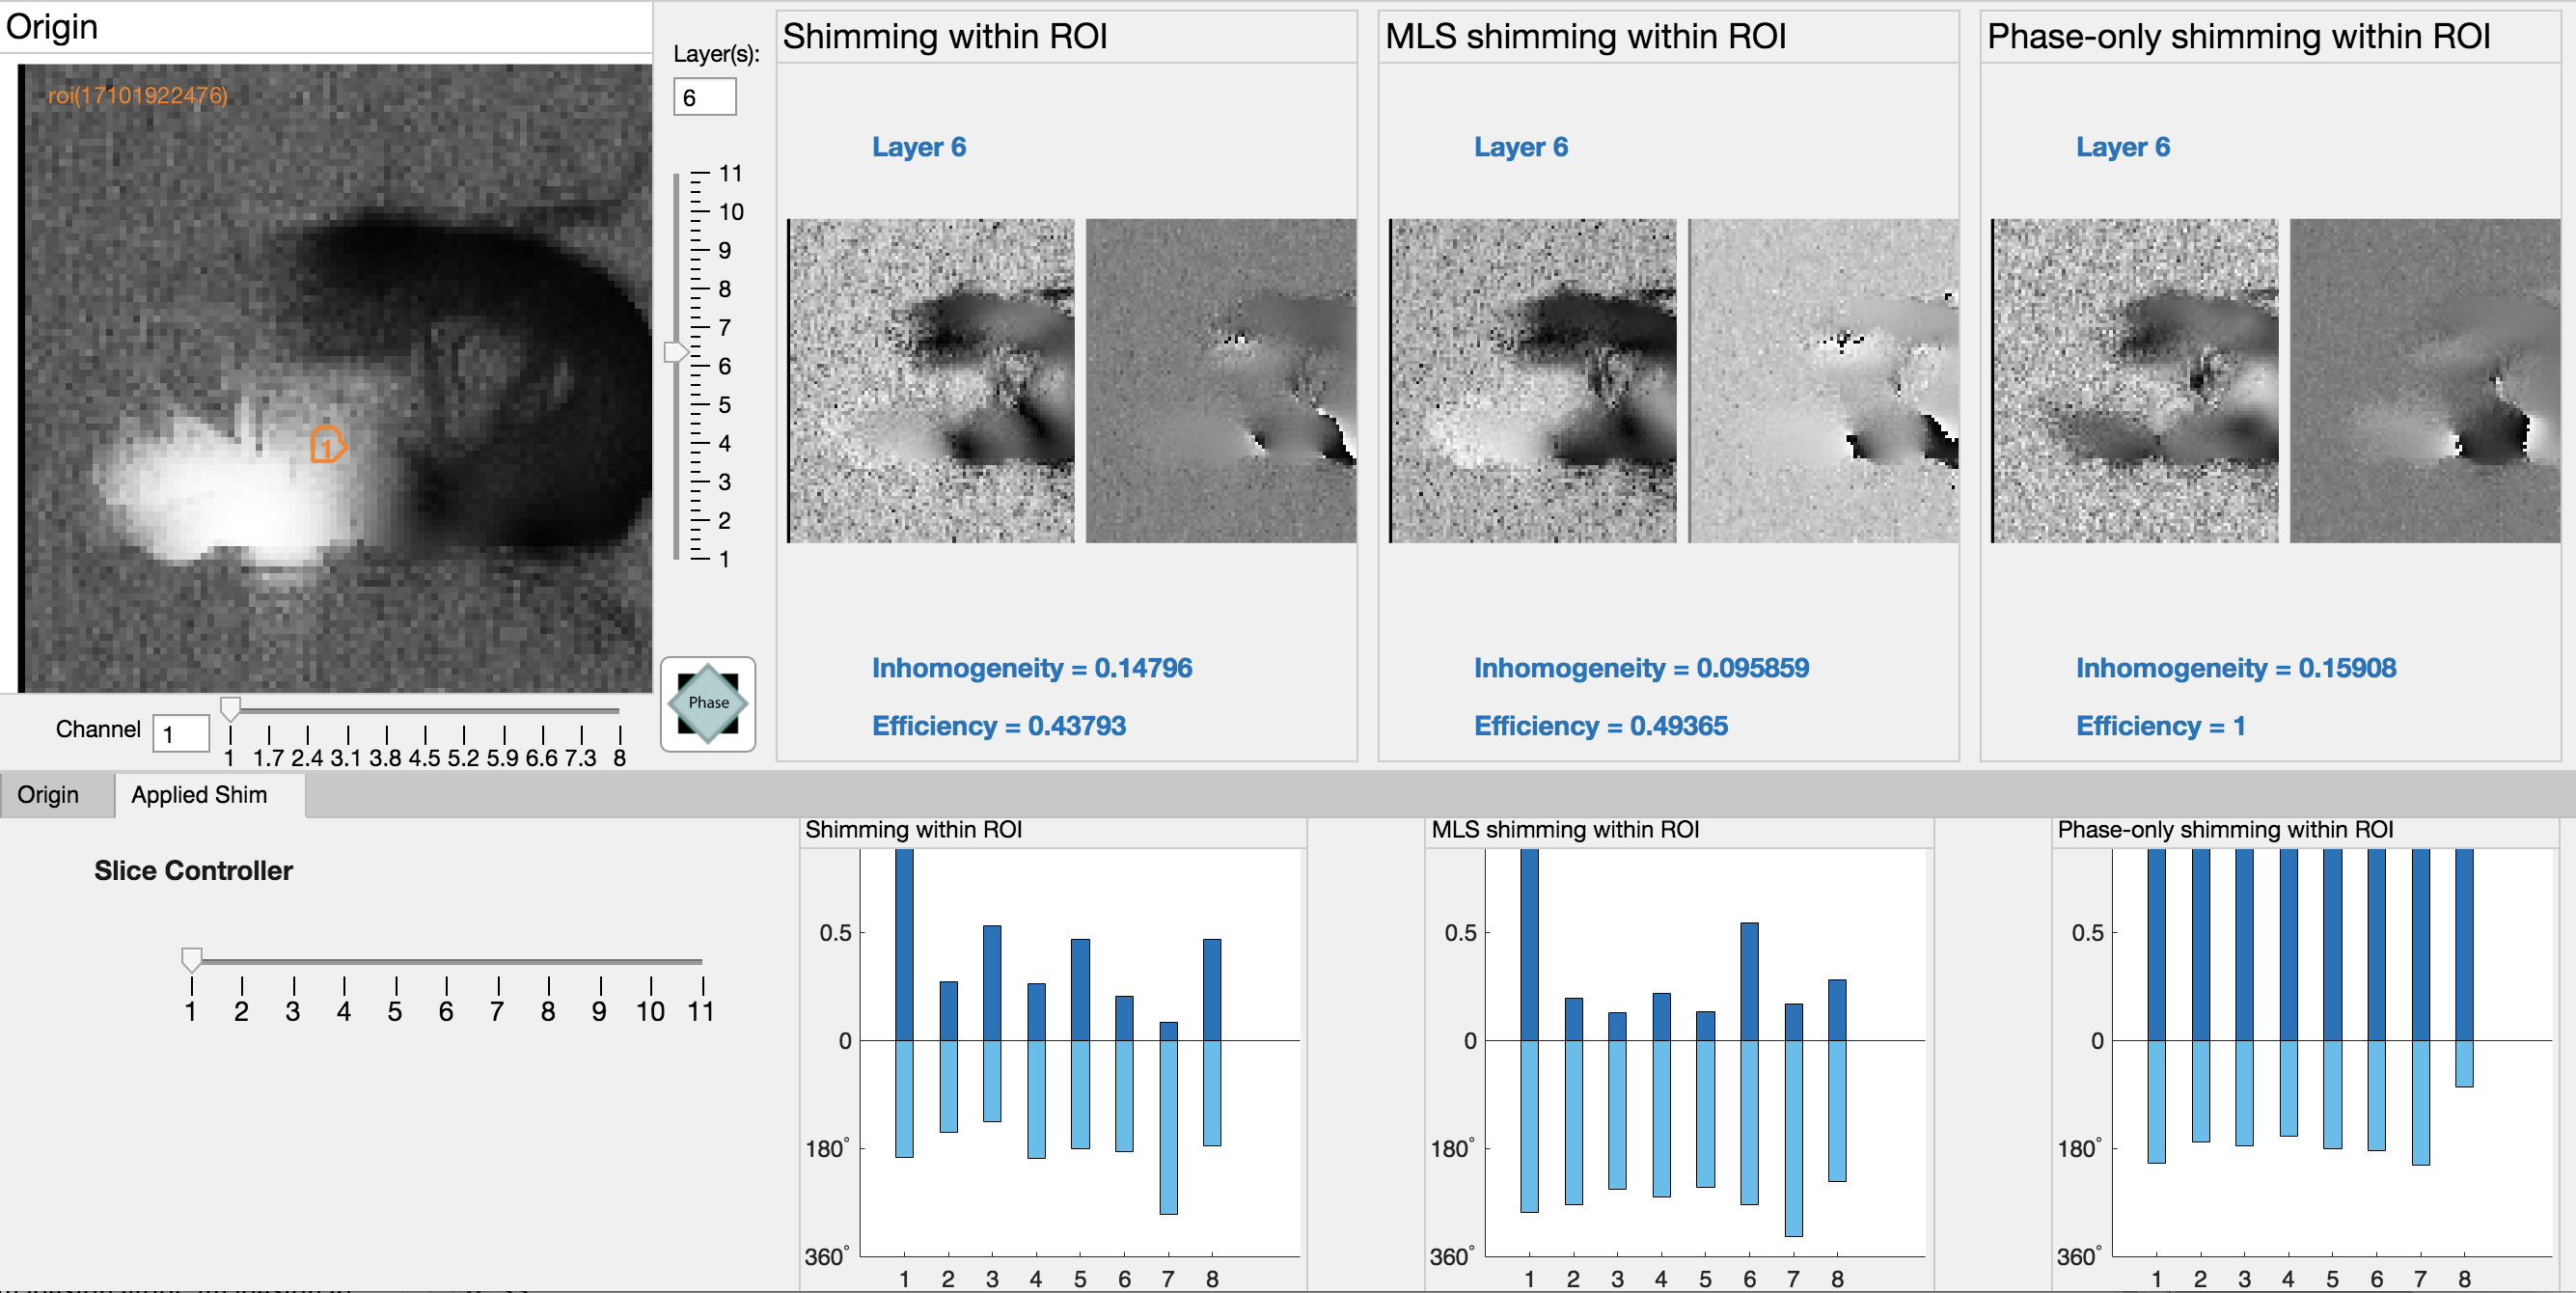 Origin
roi(17101922476)
1
Layer(s):
6
11
10
9
8
7
6
5
4
3
2
1
Phase
Channel
1
1 1.7 2.4 3.1 3.8 4.5 5.2 5.9 6.6 7.3 8
Shimming within ROI
Layer 6
Inhomogeneity = 0.14796
Efficiency = 0.43793
MLS shimming within ROI
Layer 6
Inhomogeneity = 0.095859
Efficiency = 0.49365
Phase-only shimming within ROI
Layer 6
Inhomogeneity = 0.15908
Efficiency = 1
Origin
Applied Shim
Slice Controller
1 2 3 4 5 6 7 8 9 10 11
Shimming within ROI
0.5
0
180°
360°
1 2 3 4 5 6 7 8
MLS shimming within ROI
0.5
0
180°
360°
1 2 3 4 5 6 7 8
Phase-only shimming within ROI
0.5
0
180°
360°
1 2 3 4 5 6 7 8